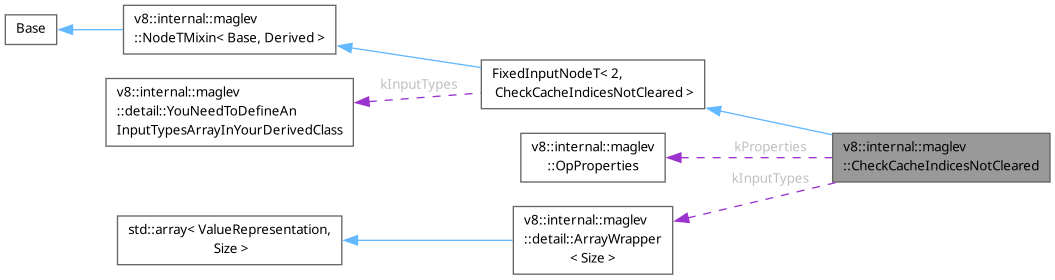 Base
v8::internal::maglev
::NodeTMixin< Base, Derived >
v8::internal::maglev
::detail::YouNeedToDefineAn
InputTypesArrayInYourDerivedClass
kInputTypes
FixedInputNodeT< 2,
CheckCacheIndicesNotCleared >
v8::internal::maglev
::OpProperties
kProperties
kInputTypes
v8::internal::maglev
::CheckCacheIndicesNotCleared
std::array< ValueRepresentation,
Size >
v8::internal::maglev
::detail::ArrayWrapper
< Size >